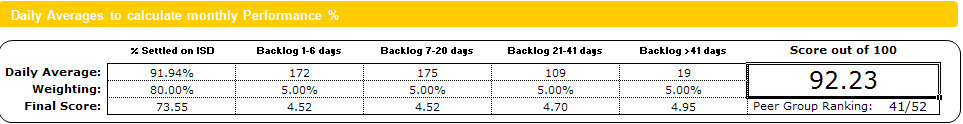 Daily Averages to calculate monthly Performance %
% Settled on ISD Backlog 1-6 days Backlog 7-20 days Backlog 21-41 days Backlog >41 days Score out of 100
Daily Average: 91.94% 172 175 109 19 92.23
Weighting: 80.00% 5.00% 5.00% 5.00% 5.00%
Final Score: 73.55 4.52 4.52 4.70 4.95 Peer Group Ranking: 41/52